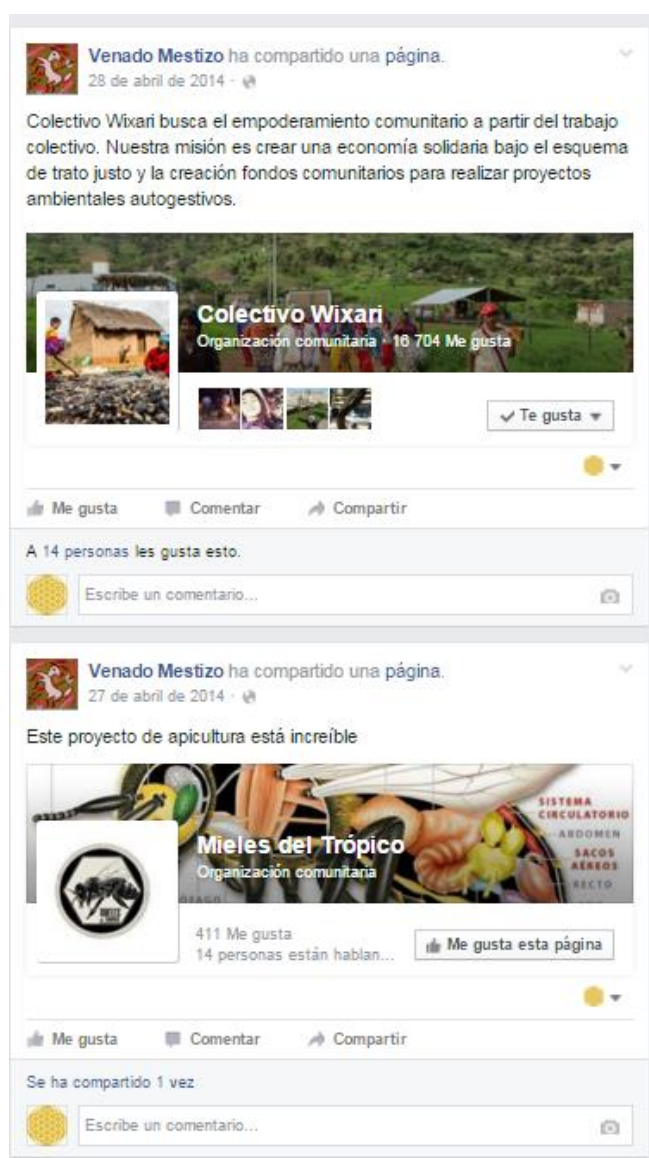 Venado Mestizo ha compartido una página.
28 de abril de 2014 ·
Colectivo Wixari busca el empoderamiento comunitario a partir del trabajo
colectivo. Nuestra misión es crear una economía solidaria bajo el esquema
de trato justo y la creación fondos comunitarios para realizar proyectos
ambientales autogestivos.
Colectivo Wixari
Organización comunitaria · 16 704 Me gusta
Te gusta
Me gusta Comentar Compartir
A 14 personas les gusta esto.
Escribe un comentario...
Venado Mestizo ha compartido una página.
27 de abril de 2014 ·
Este proyecto de apicultura está increíble
SISTEMA
CIRCULATORIO
ABDOMEN
SACOS
AÉREOS
RECTO
Mieles del Trópico
Organización comunitaria
411 Me gusta
14 personas están hablan...
Me gusta esta página
Me gusta Comentar Compartir
Se ha compartido 1 vez
Escribe un comentario...